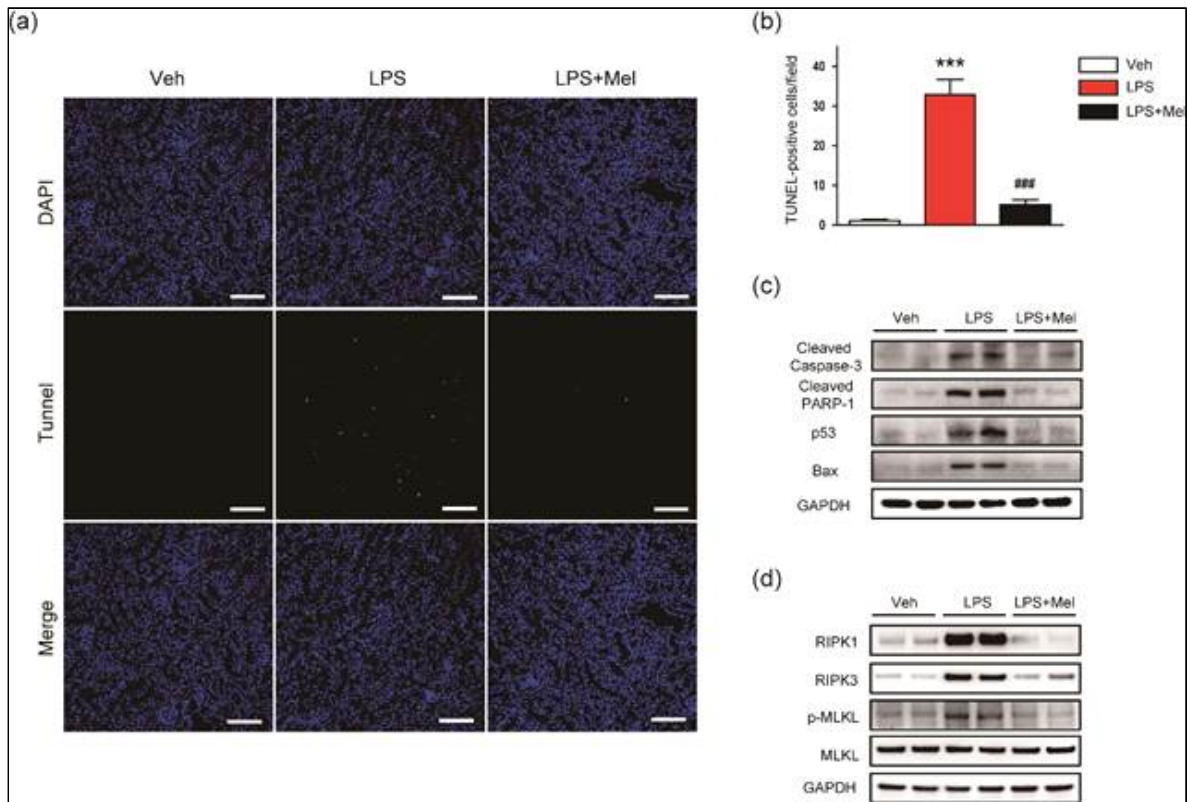 (a)
Veh LPS LPS+Mel
DAPI
Tunnel
Merge
(b)
TUNEL-positive cells/field
40
30
20
10
0
***
###
Veh
LPS
LPS+Mel
(c)
Veh LPS LPS+Mel
Cleaved
Caspase-3
Cleaved
PARP-1
p53
Bax
GAPDH
(d)
Veh LPS LPS+Mel
RIPK1
RIPK3
p-MLKL
MLKL
GAPDH